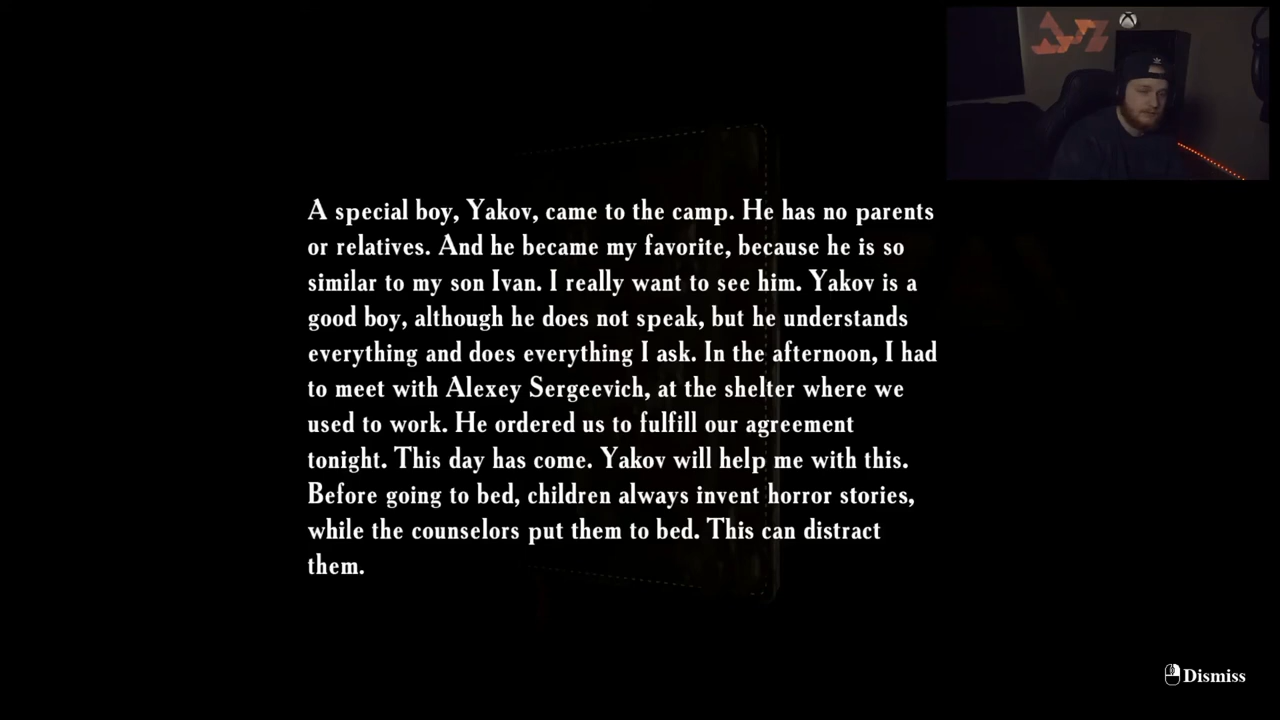 A special boy, Yakov, came to the camp. He has no parents
or relatives. And he became my favorite, because he is so
similar to my son Ivan. I really want to see him. Yakov is a
good boy, although he does not speak, but he understands
everything and does everything I ask. In the afternoon, I had
to meet with Alexey Sergeevich, at the shelter where we
used to work. He ordered us to fulfill our agreement
tonight. This day has come. Yakov will help me with this.
Before going to bed, children always invent horror stories,
while the counselors put them to bed. This can distract
them.
Dismiss